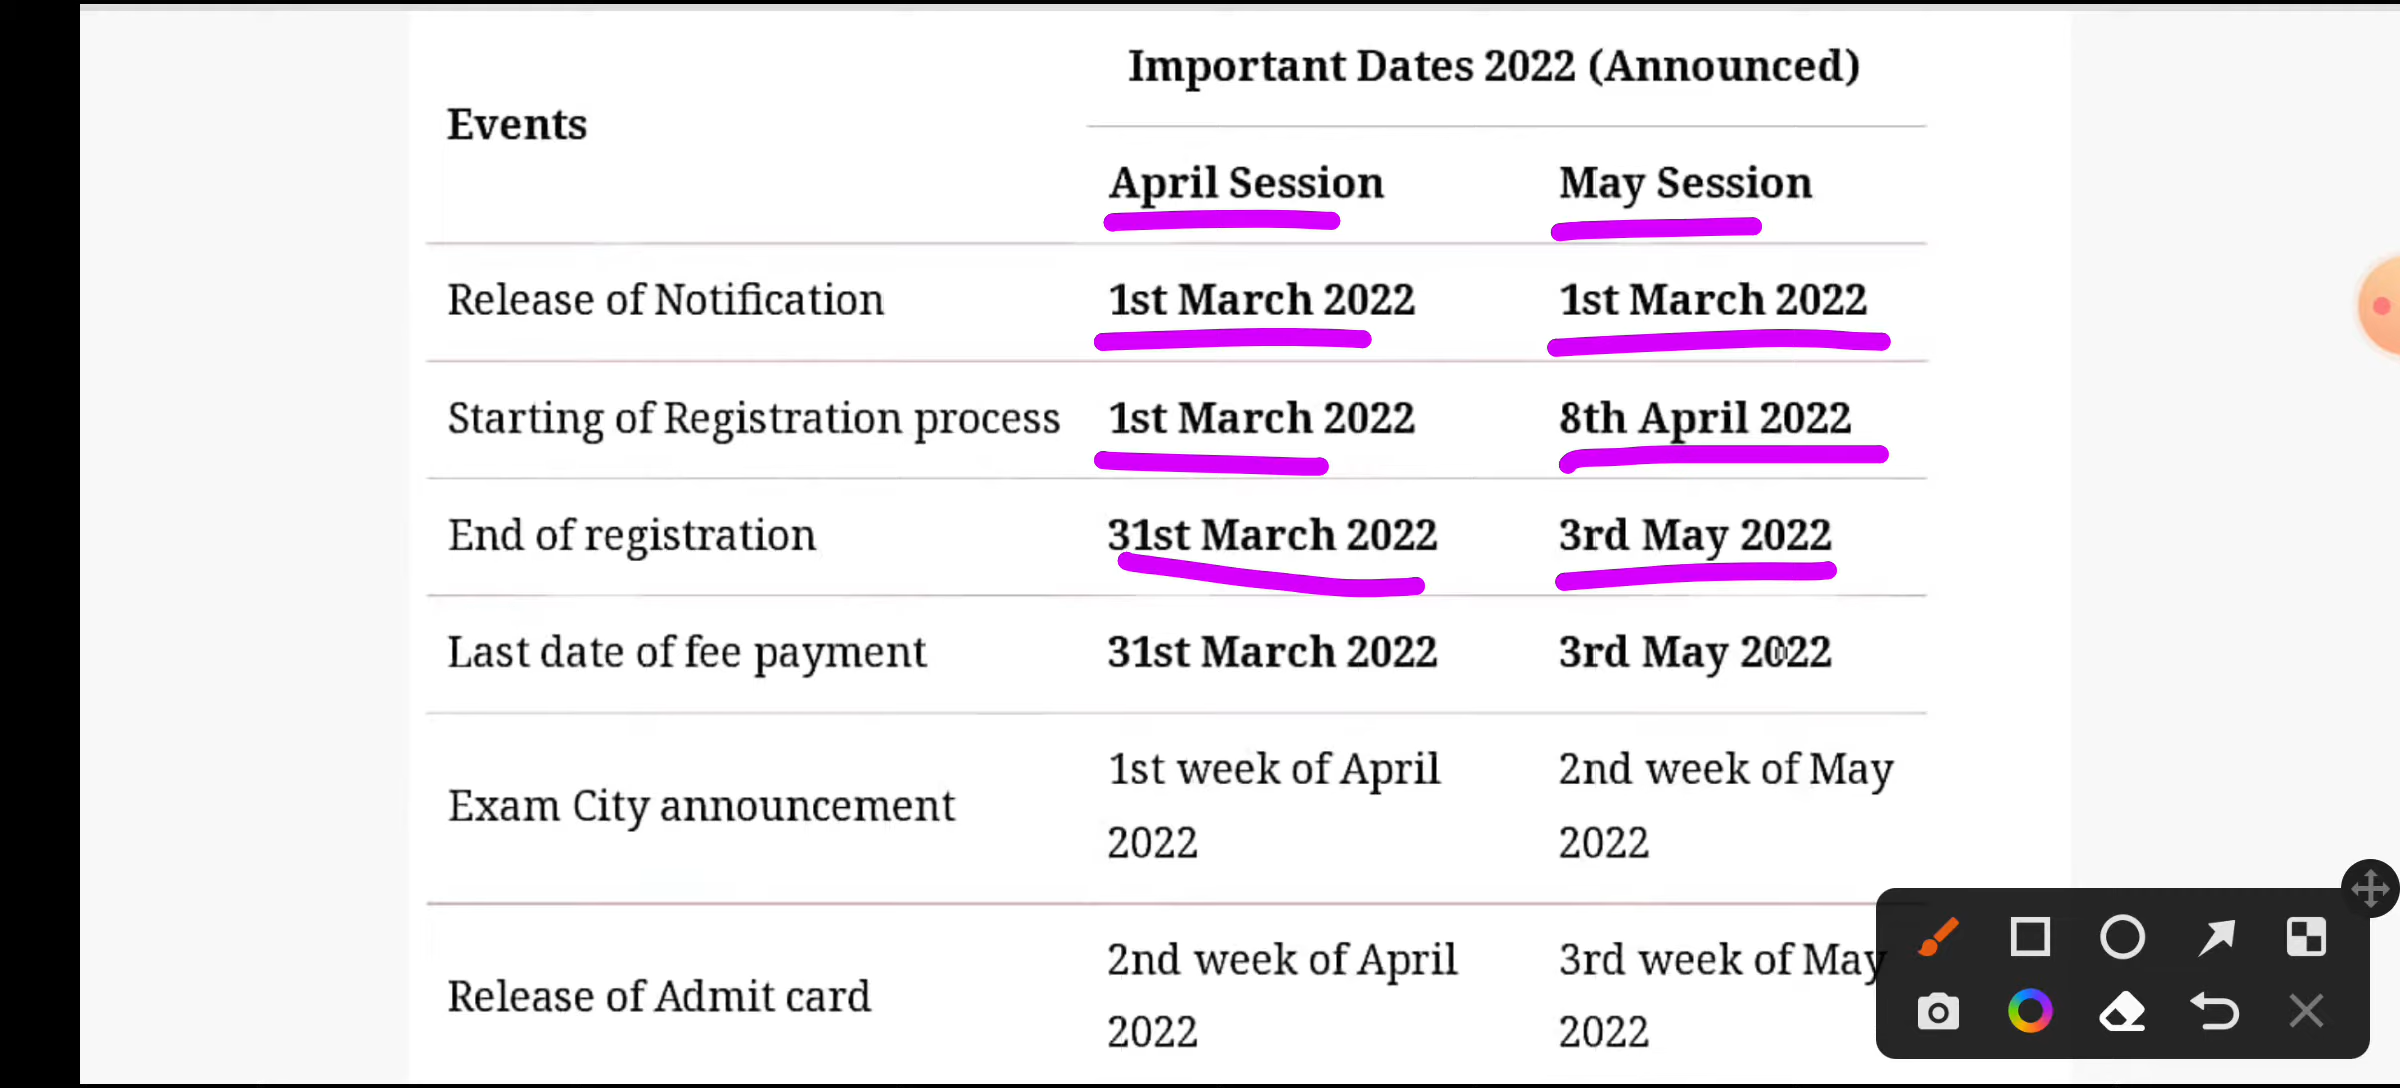 Important Dates 2022 (Announced)
Events
April Session May Session
Release of Notification 1st March 2022 1st March 2022
Starting of Registration process 1st March 2022 8th April 2022
End of registration 31st March 2022 3rd May 2022
Last date of fee payment 31st March 2022 3rd May 2022
Exam City announcement 1st week of April 2022 2nd week of May 2022
Release of Admit card 2nd week of April 2022 3rd week of May 2022